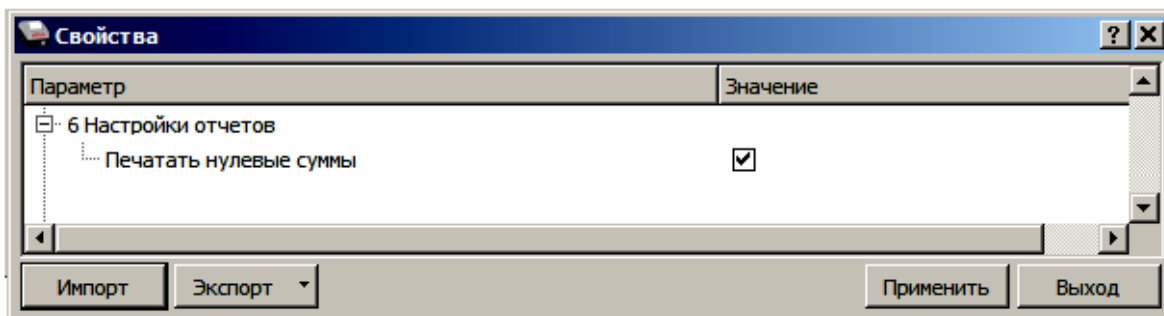 Свойства
Параметр Значение
6 Настройки отчетов
Печатать нулевые суммы
Импорт Экспорт Применить Выход